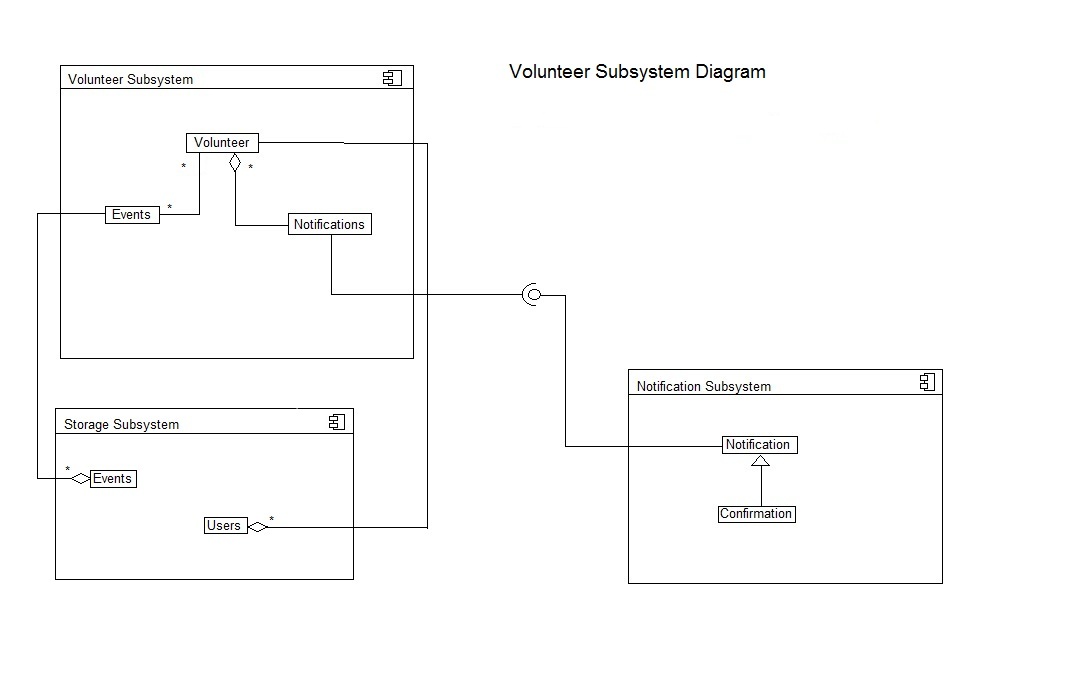 Volunteer Subsystem Diagram
Volunteer Subsystem
Volunteer
*
*
Events
*
Notifications
Storage Subsystem
*
Events
Users
*
Notification Subsystem
Notification
Confirmation